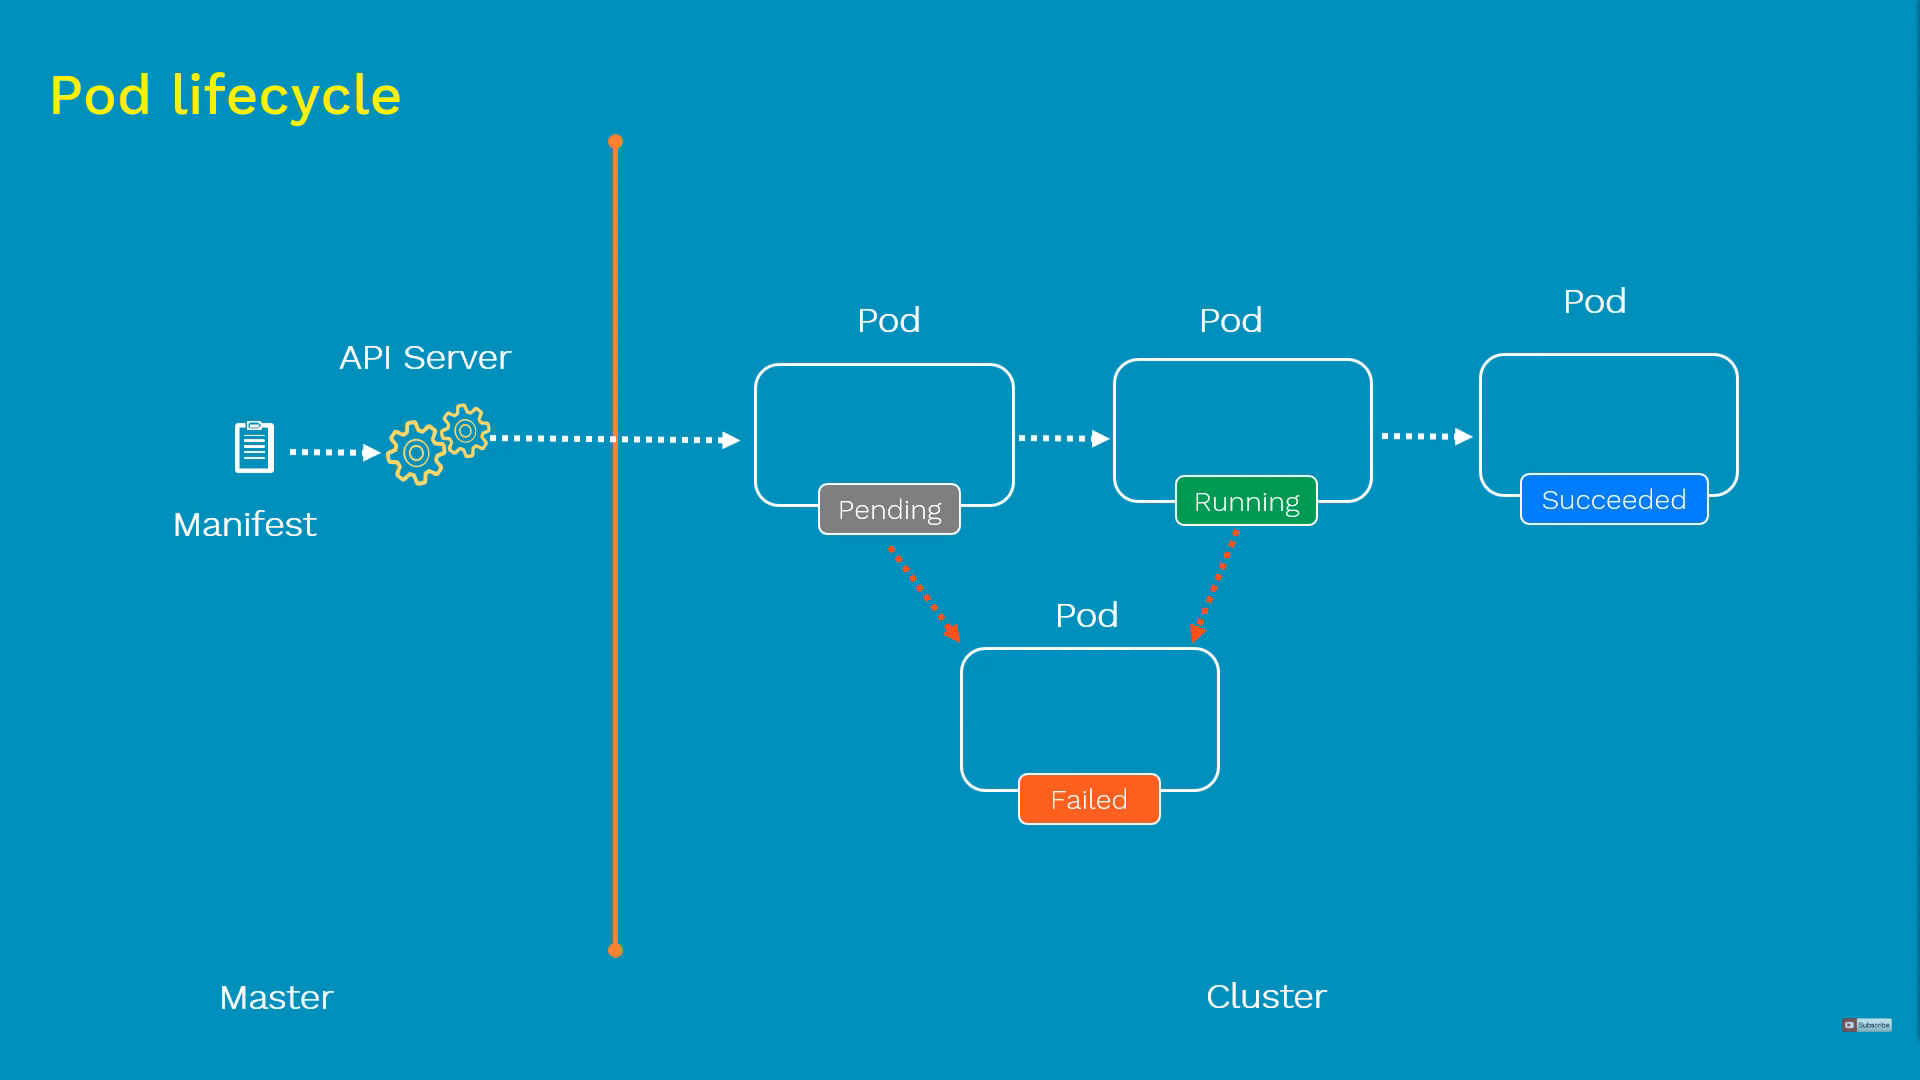 Pod lifecycle
Pod
Pod
Pod
API Server
Manifest
Pending
Running
Succeeded
Pod
Failed
Master
Cluster
Subscribe